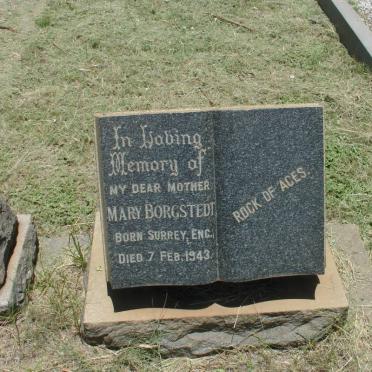 In Loving
Memory of
MY DEAR MOTHER
MARY BORGSTEDT
BORN SURREY, ENG.,
DIED 7 FEB. 1943.
ROCK OF AGES.